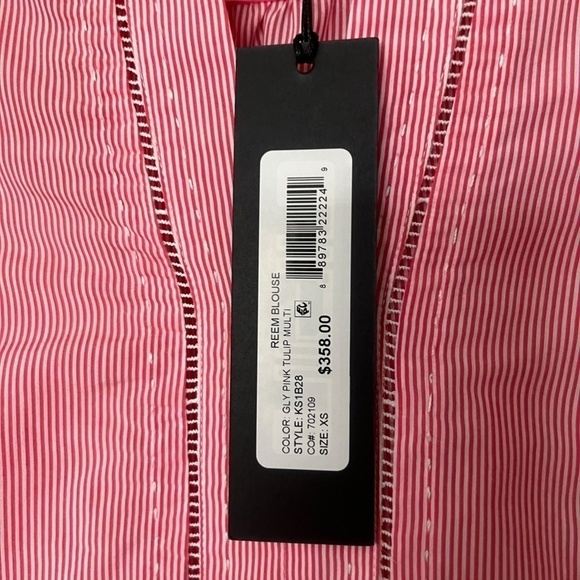 REEM BLOUSE
COLOR: GLY PINK TULIP MULTI
STYLE: KS1B28
CO#: 702109
SIZE: XS
$358.00
8 89783 22224 9